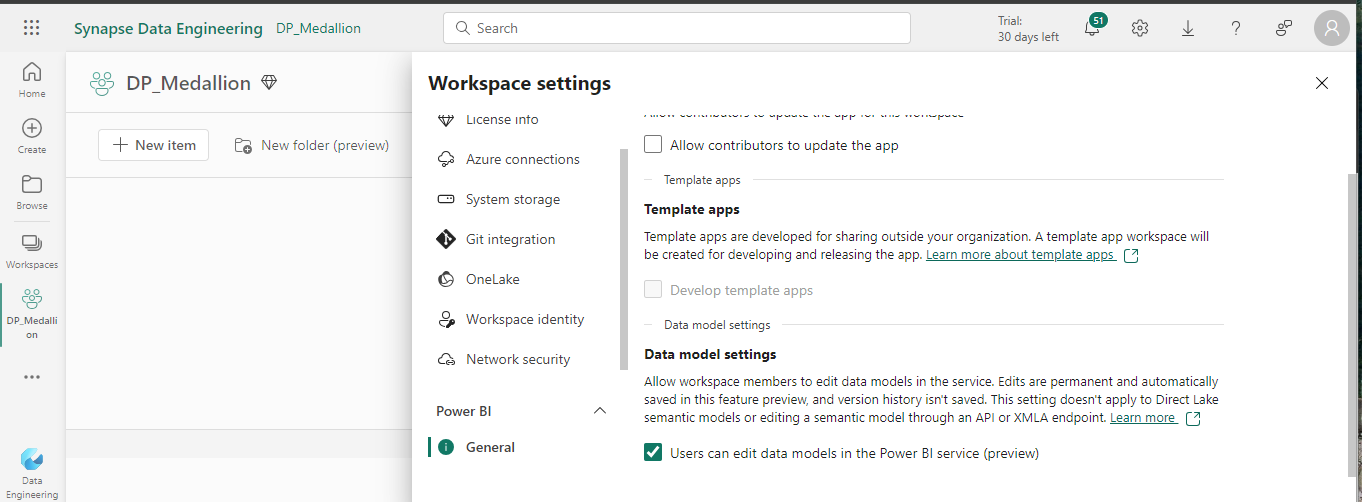 Synapse Data Engineering DP_Medallion
Search
Trial:
30 days left
51
Home
Create
Browse
Workspaces
DP_Medalli
on
Data
Engineering
DP_Medallion
New item
New folder (preview)
Workspace settings
License info
Azure connections
System storage
Git integration
OneLake
Workspace identity
Network security
Power BI
General
Allow contributors to update the app for this workspace
Allow contributors to update the app
Template apps
Template apps
Template apps are developed for sharing outside your organization. A template app workspace will
be created for developing and releasing the app. Learn more about template apps
Develop template apps
Data model settings
Data model settings
Allow workspace members to edit data models in the service. Edits are permanent and automatically
saved in this feature preview, and version history isn't saved. This setting doesn't apply to Direct Lake
semantic models or editing a semantic model through an API or XMLA endpoint. Learn more
Users can edit data models in the Power BI service (preview)